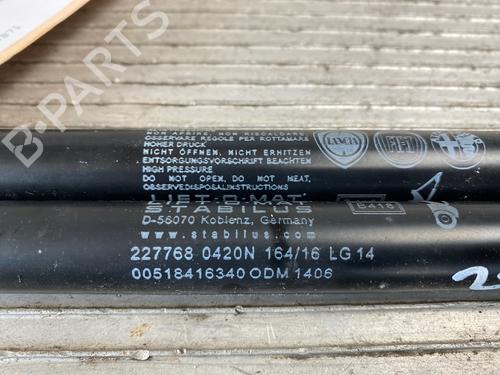 NON APRIRE, NON RISCALDARE
OSSERVARE REGOLE PER ROTTAMARE
HOHER DRUCK
NICHT ÖFFNEN, NICHT ERHITZEN
ENTSORGUNGSVORSCHRIFT BEACHTEN
HIGH PRESSURE
DO NOT OPEN, DO NOT HEAT.
OBSERVE DISPOSAL INSTRUCTIONS
LANCIA
FIAT
LIFT-O-MAT
STABILUS
D-56070 Koblenz, Germany
www.stabilus.com
227768 0420N 164/16 LG 14
00518416340 ODM 1406
B-Parts